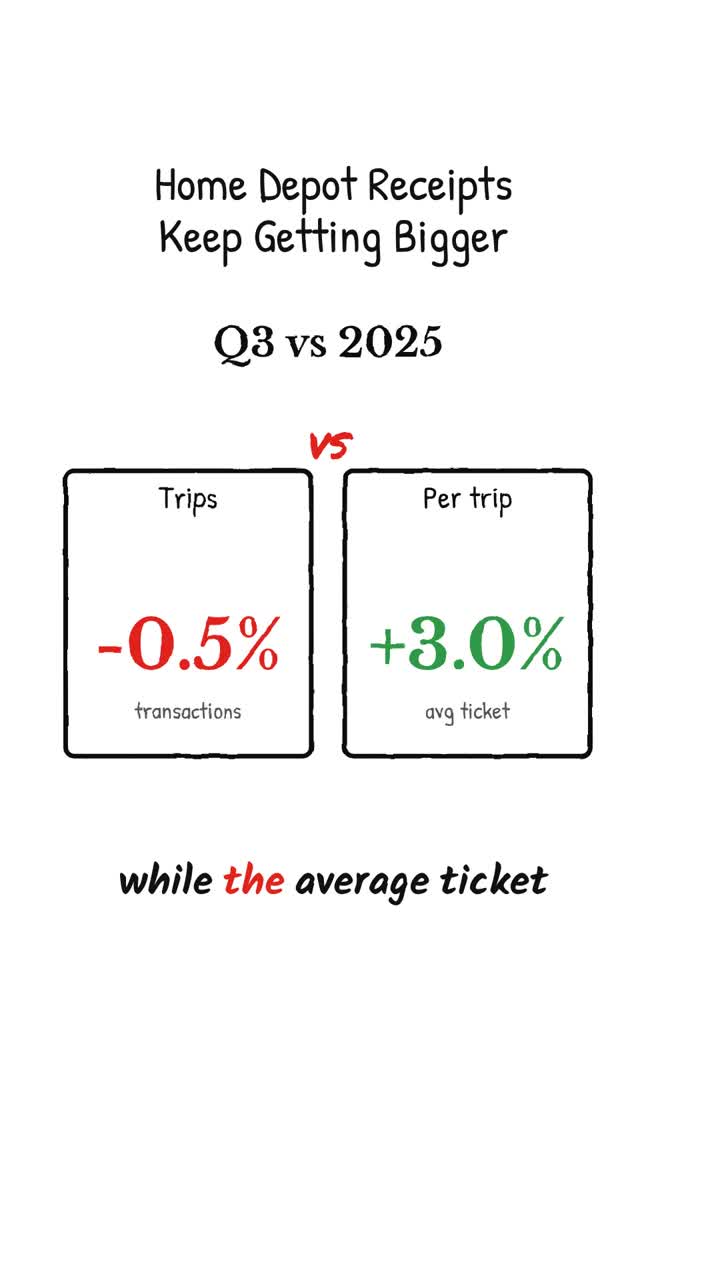 Home Depot Receipts
Keep Getting Bigger
Q3 vs 2025
vs
Trips
-0.5%
transactions
Per trip
+3.0%
avg ticket
while the average ticket